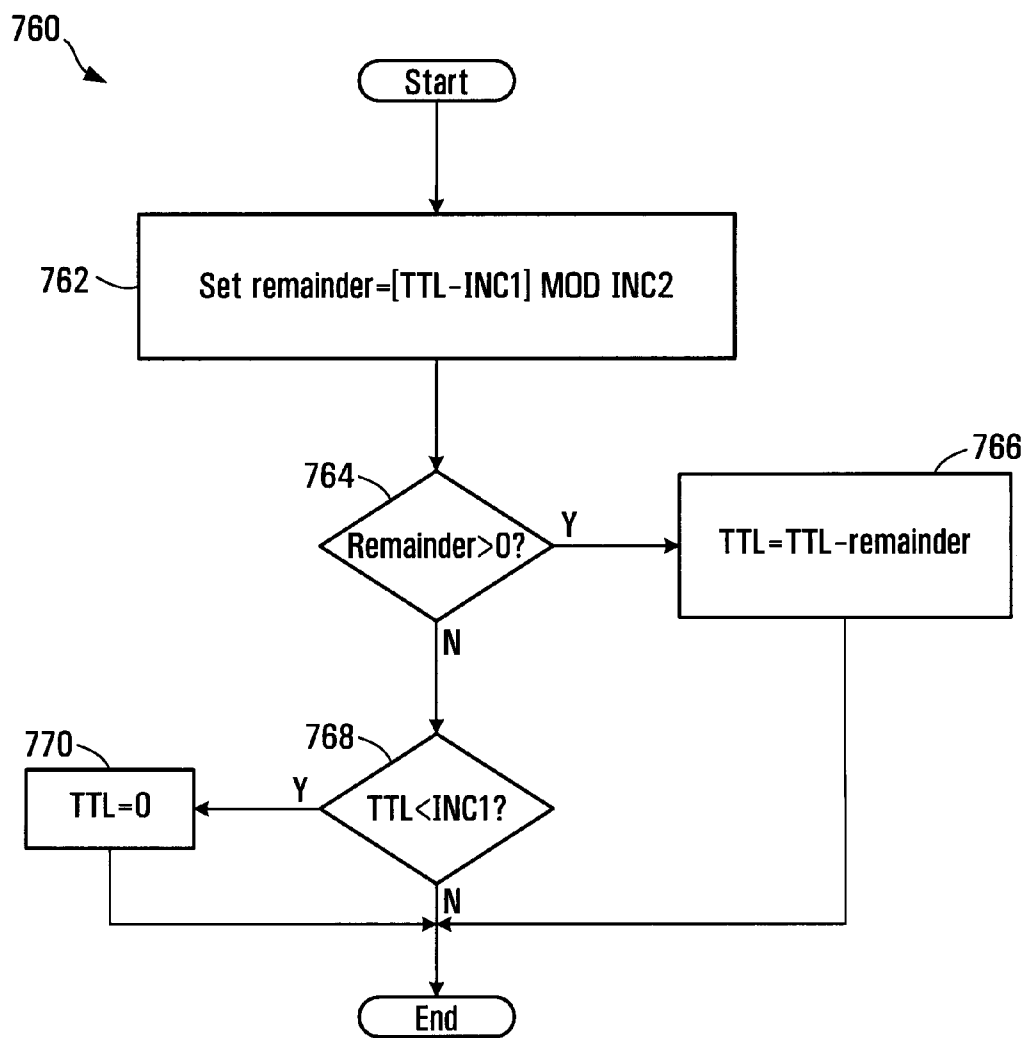 760
Start
762
Set remainder=[TTL-INC1] MOD INC2
764
766
Remainder>0?
Y
TTL=TTL-remainder
N
768
770
Y
TTL=0
TTL<INC1?
N
End